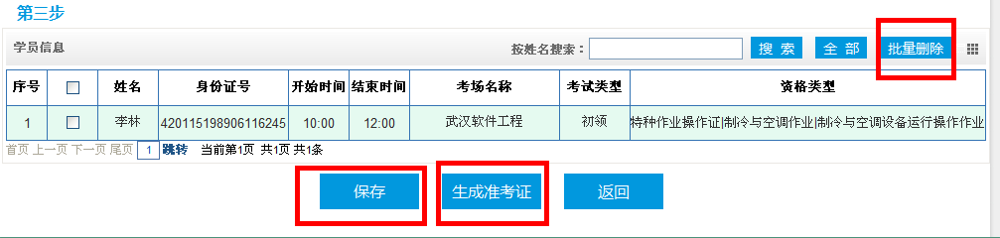 第三步
学员信息 按姓名搜索： 搜 索 全 部 批量删除
序号 姓名 身份证号 开始时间 结束时间 考场名称 考试类型 资格类型
1 李林 420115198906116245 10:00 12:00 武汉软件工程 初领 特种作业操作证|制冷与空调作业|制冷与空调设备运行操作作业
首页 上一页 下一页 尾页 1 跳转 当前第1页 共1页 共1条
保存 生成准考证 返回